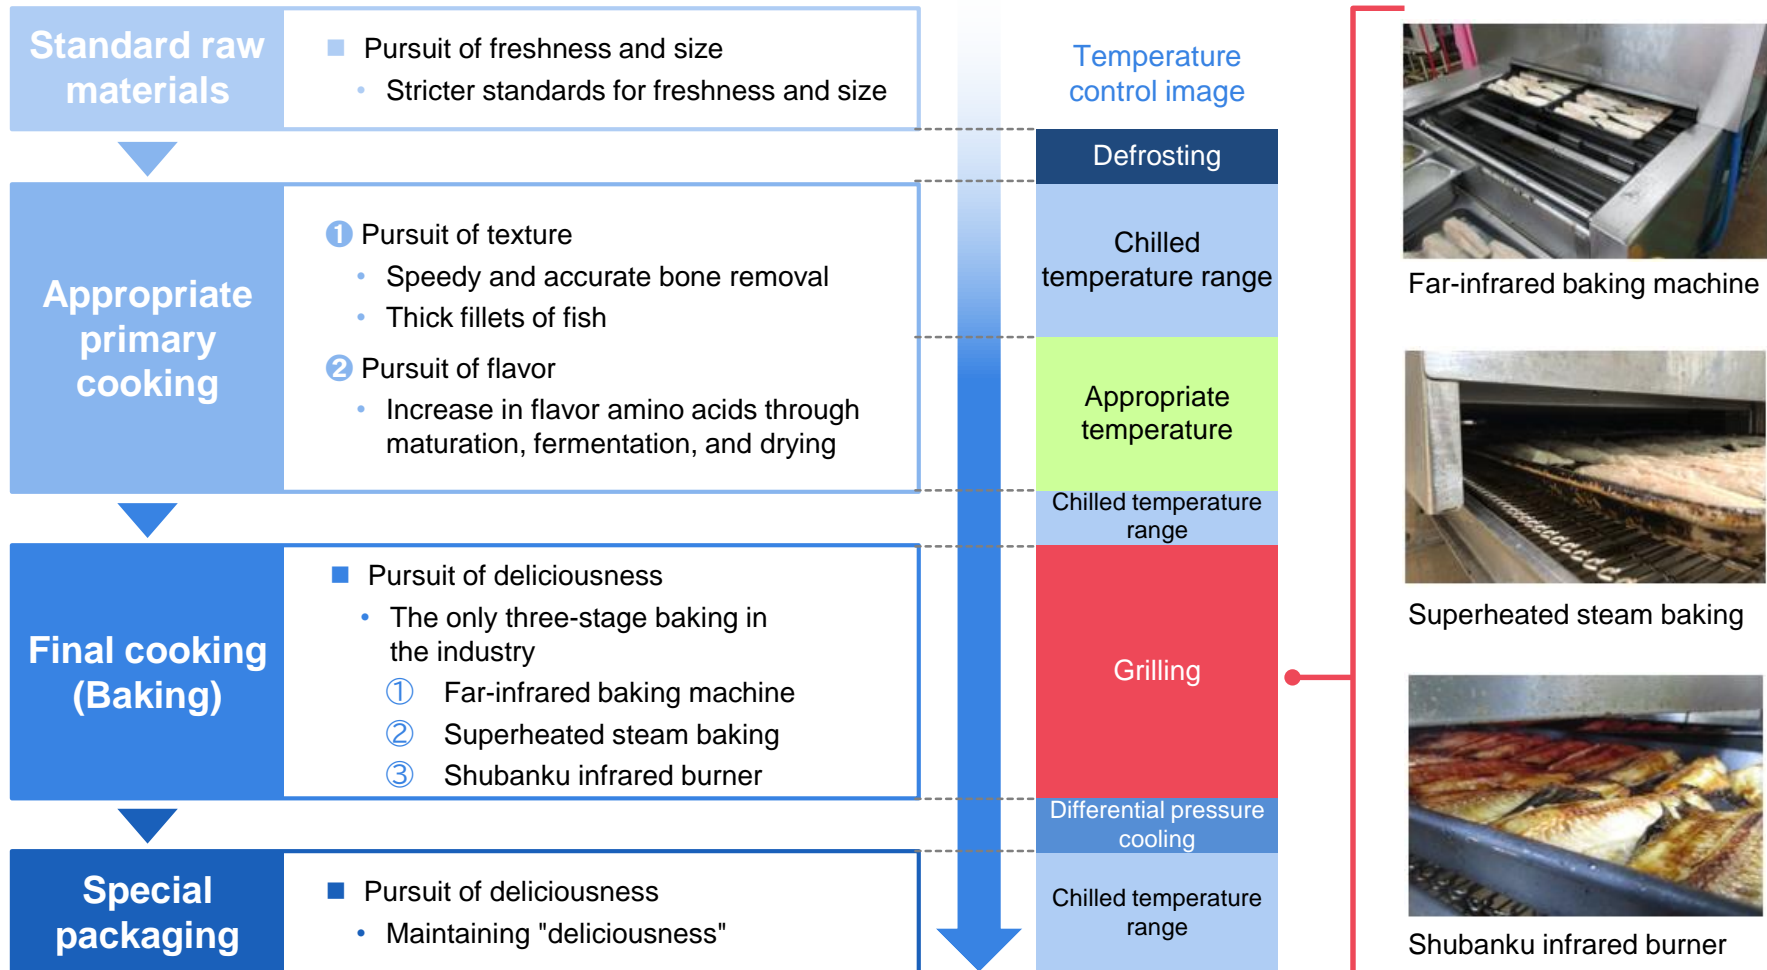 Standard raw
materials
■ Pursuit of freshness and size
• Stricter standards for freshness and size
Appropriate
primary
cooking
❶ Pursuit of texture
• Speedy and accurate bone removal
• Thick fillets of fish
❷ Pursuit of flavor
• Increase in flavor amino acids through
maturation, fermentation, and drying
Final cooking
(Baking)
■ Pursuit of deliciousness
• The only three-stage baking in
the industry
① Far-infrared baking machine
② Superheated steam baking
③ Shubanku infrared burner
Special
packaging
■ Pursuit of deliciousness
• Maintaining "deliciousness"
Temperature
control image
Defrosting
Chilled
temperature range
Appropriate
temperature
Chilled temperature
range
Grilling
Differential pressure
cooling
Chilled temperature
range
Far-infrared baking machine
Superheated steam baking
Shubanku infrared burner